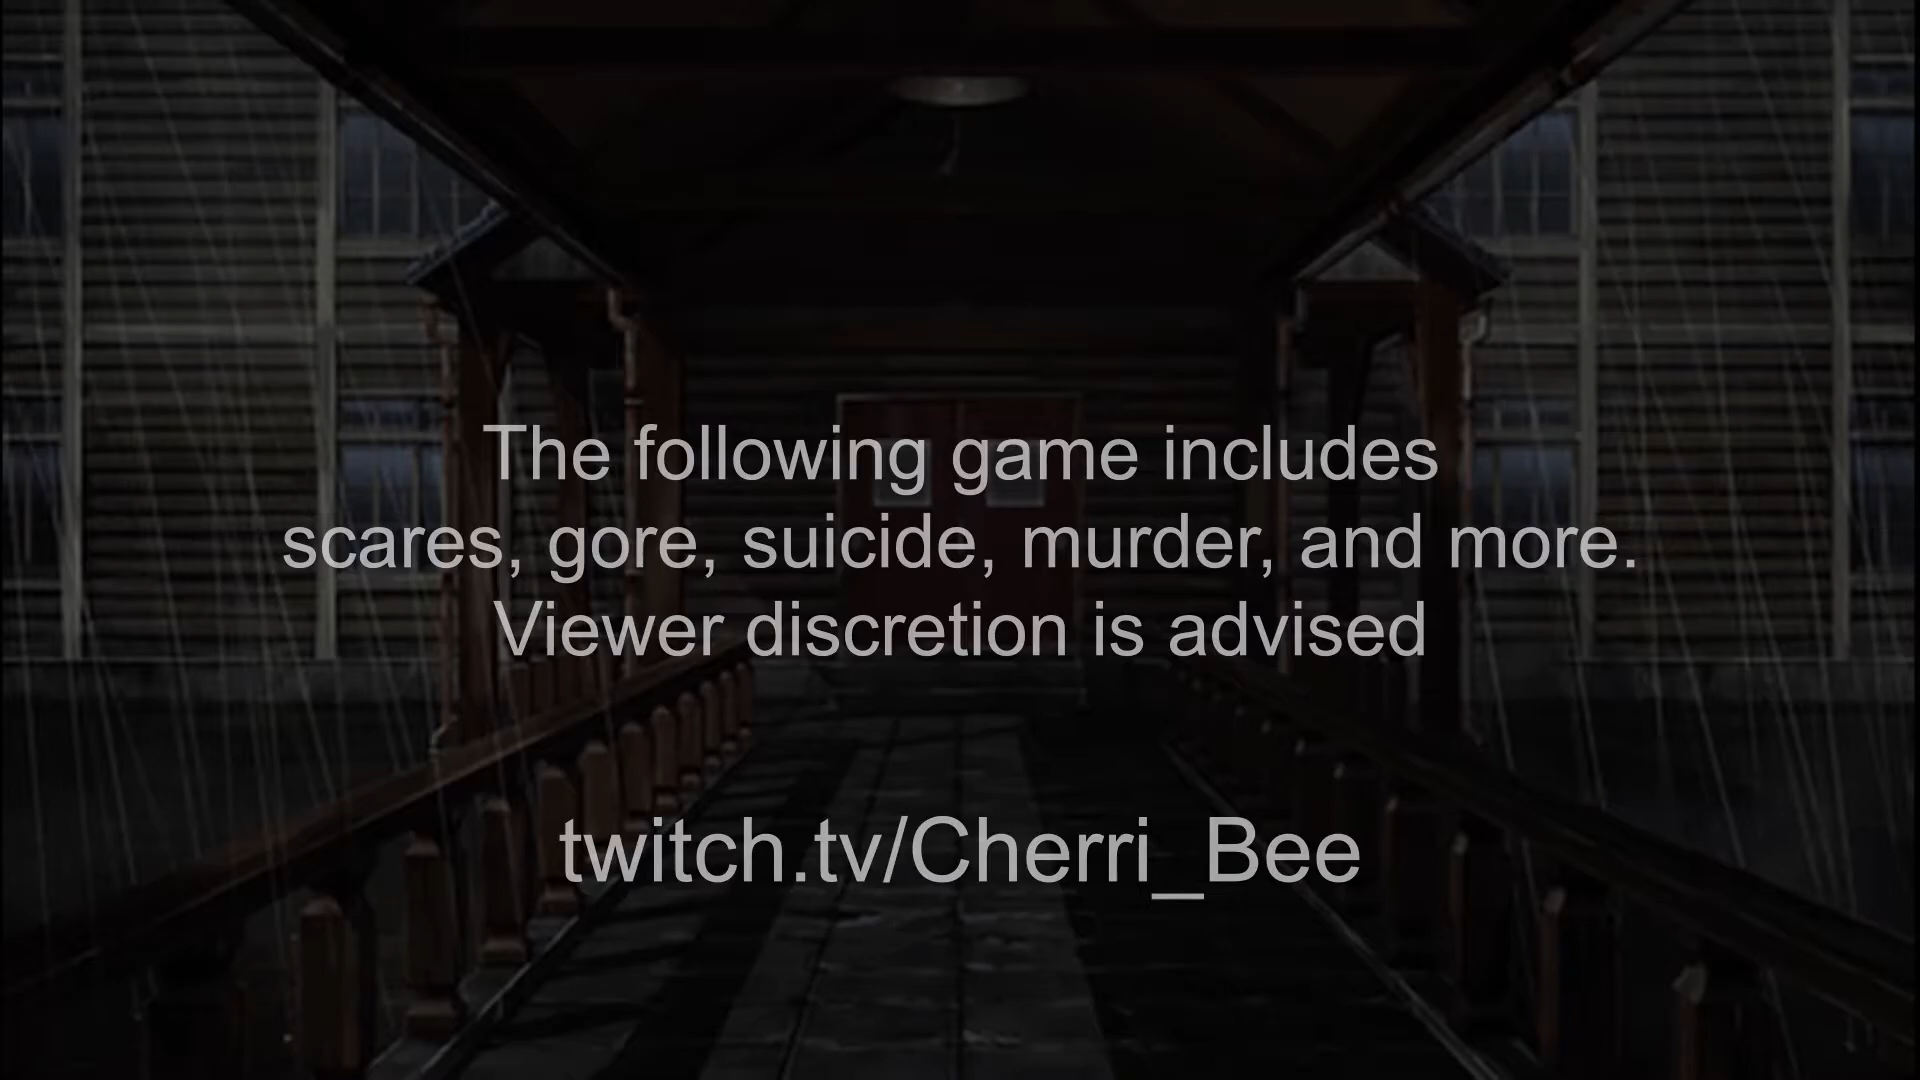 The following game includes
scares, gore, suicide, murder, and more.
Viewer discretion is advised
twitch.tv/Cherri_Bee